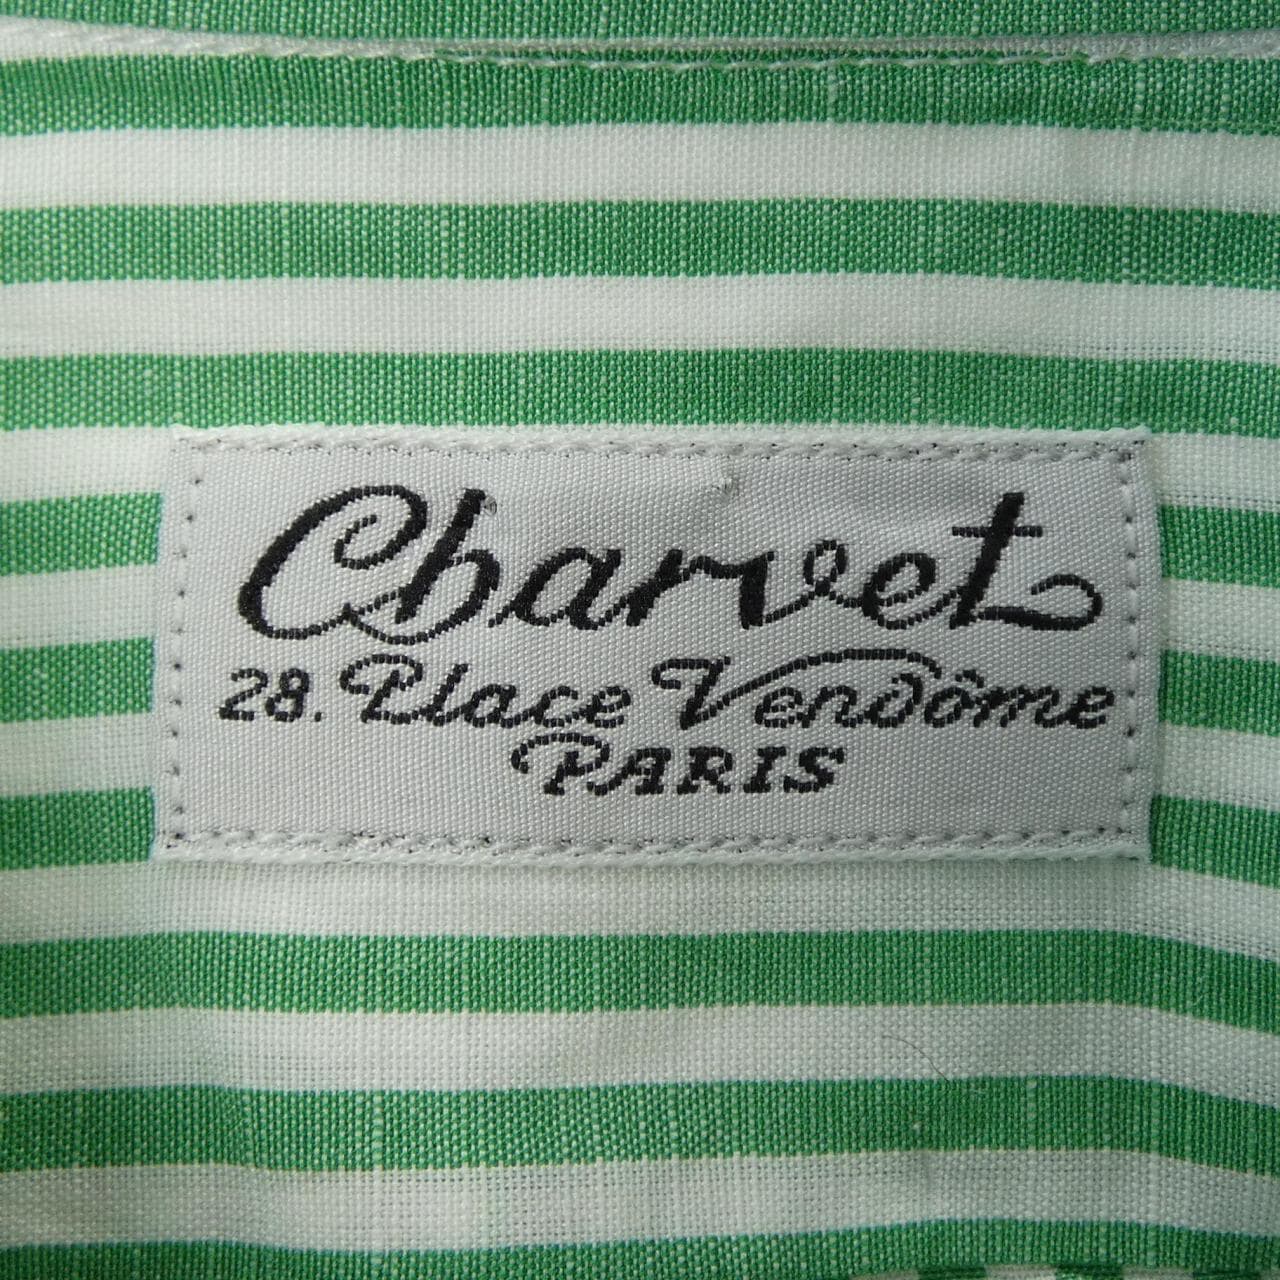 Charvet
28. Place Vendôme
PARIS